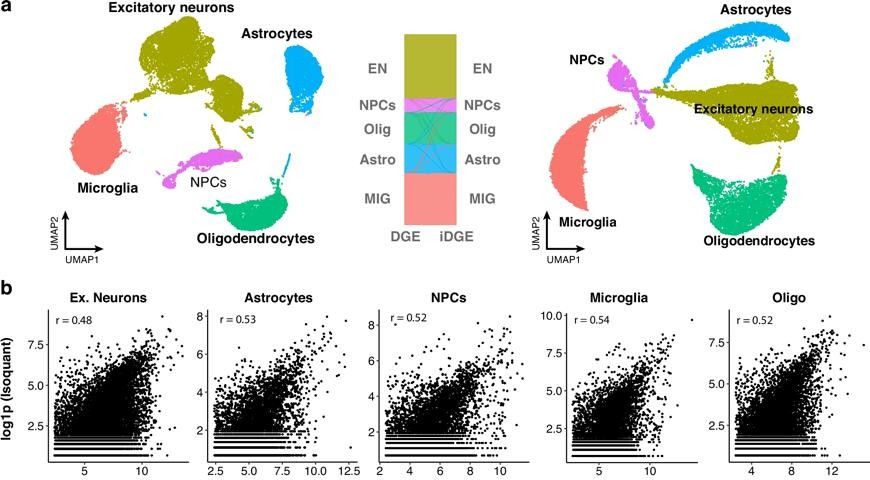 a
Excitatory neurons
Astrocytes
Microglia
NPCs
Oligodendrocytes
UMAP2
UMAP1
EN EN
NPCs NPCs
Olig Olig
Astro Astro
MIG MIG
DGE iDGE
Astrocytes
NPCs
Excitatory neurons
Microglia
Oligodendrocytes
UMAP2
UMAP1
b
log1p (Isoquant)
Ex. Neurons
r = 0.48
7.5
5.0
2.5
5 10
Astrocytes
r = 0.53
8
6
4
2
2.5 5.0 7.5 10.0 12.5
NPCs
r = 0.52
8
6
4
2
2 4 6 8 10
Microglia
r = 0.54
10.0
7.5
5.0
2.5
5 10
Oligo
r = 0.52
7.5
5.0
2.5
4 8 12